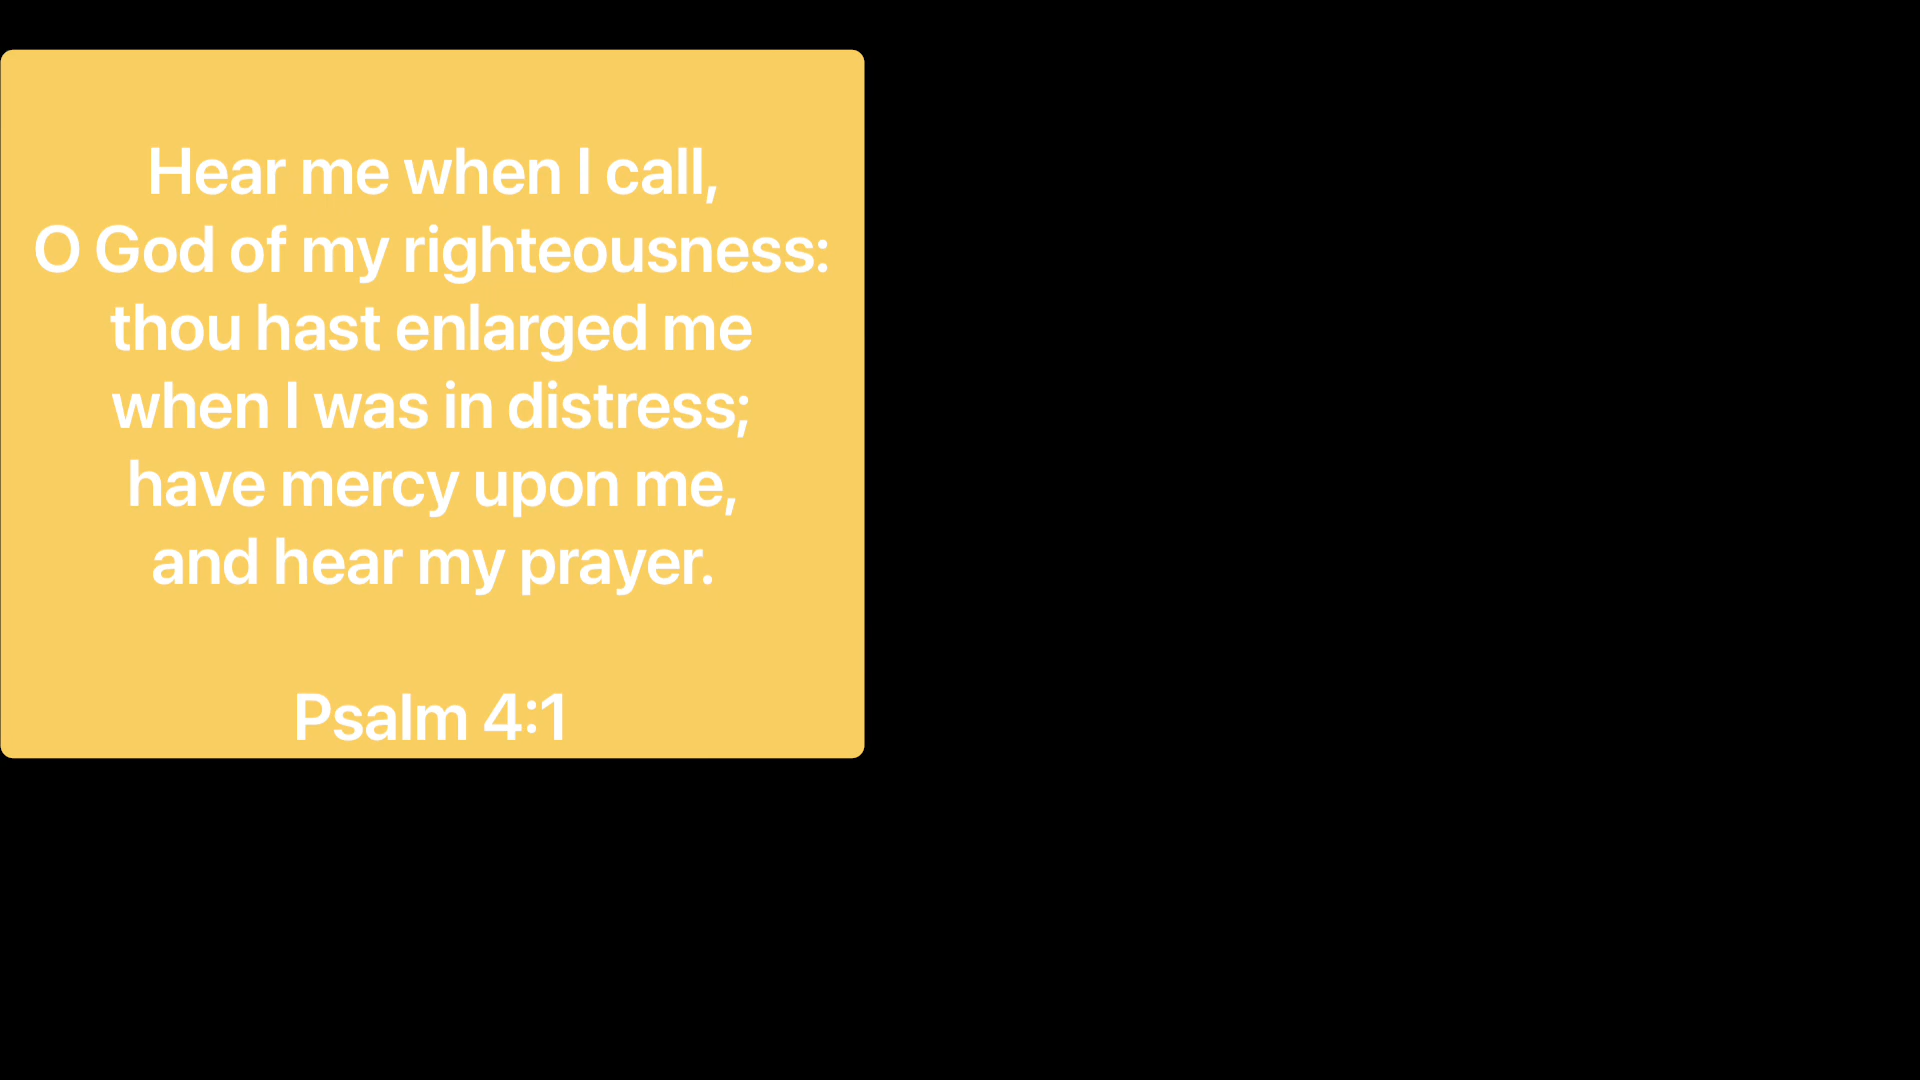 Hear me when I call,
O God of my righteousness:
thou hast enlarged me
when I was in distress;
have mercy upon me,
and hear my prayer.
Psalm 4:1